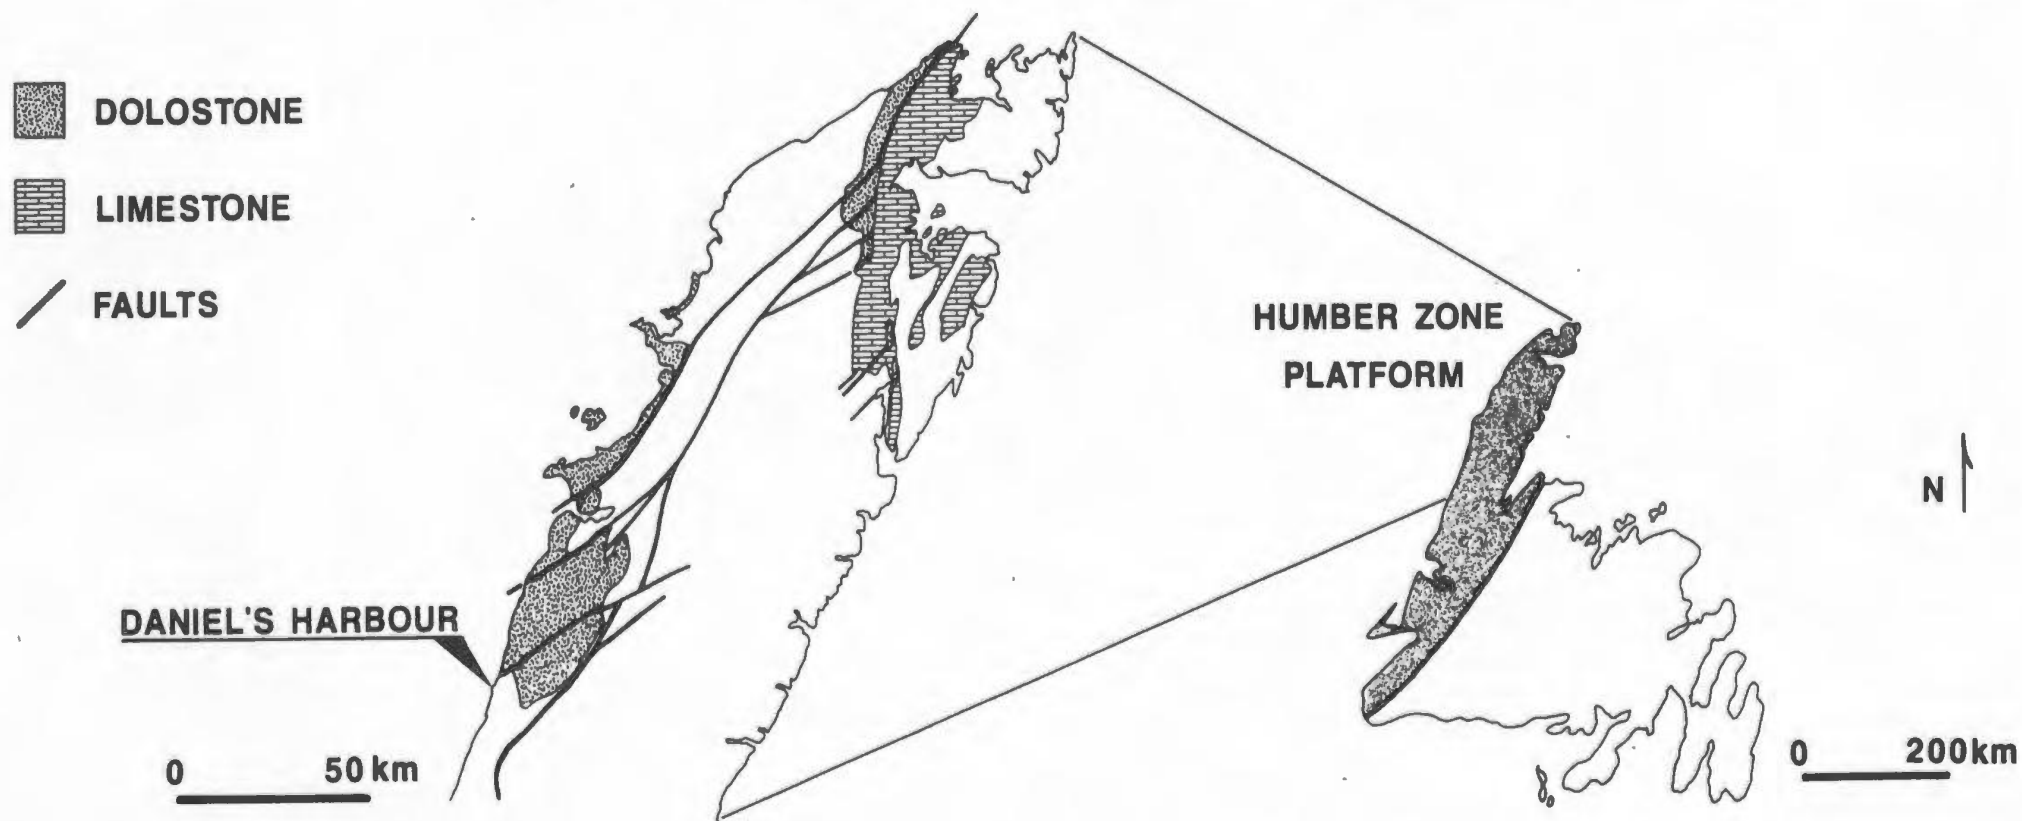 DOLOSTONE
LIMESTONE
FAULTS
DANIEL'S HARBOUR
0 50 km
HUMBER ZONE
PLATFORM
N
0 200km